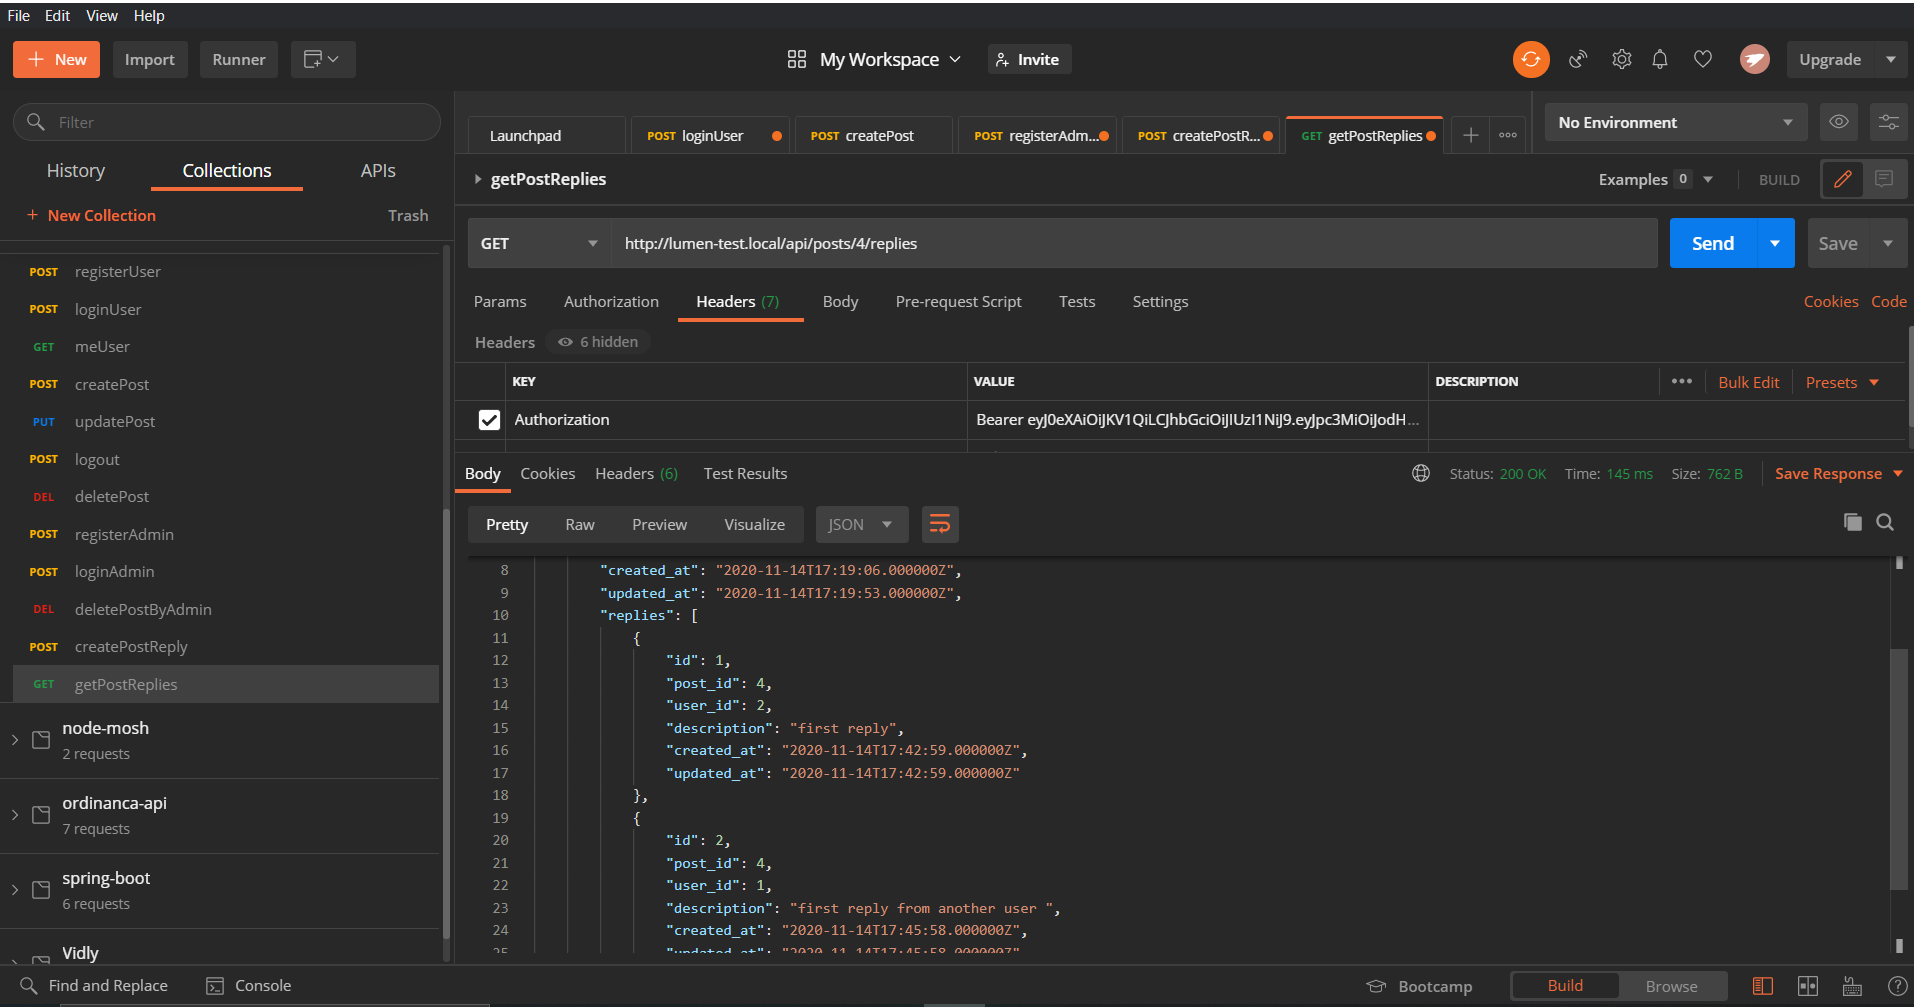 File Edit View Help
+ New Import Runner My Workspace Invite Upgrade
Filter
History Collections APIs
+ New Collection Trash
POST registerUser
POST loginUser
GET meUser
POST createPost
PUT updatePost
POST logout
DEL deletePost
POST registerAdmin
POST loginAdmin
DEL deletePostByAdmin
POST createPostReply
GET getPostReplies
node-mosh
2 requests
ordinanca-api
7 requests
spring-boot
6 requests
Vidly
Launchpad POST loginUser POST createPost POST registerAdm... POST createPostR... GET getPostReplies + ooo No Environment
getPostReplies Examples 0 BUILD
GET http://lumen-test.local/api/posts/4/replies Send Save
Params Authorization Headers (7) Body Pre-request Script Tests Settings Cookies Code
Headers 6 hidden
KEY VALUE DESCRIPTION ••• Bulk Edit Presets
Authorization Bearer eyJ0eXAiOiJKV1QiLCJhbGciOiJIUzI1NiJ9.eyJpc3MiOiJodH...
Body Cookies Headers (6) Test Results Status: 200 OK Time: 145 ms Size: 762 B Save Response
Pretty Raw Preview Visualize JSON
8 "created_at": "2020-11-14T17:19:06.000000Z",
9 "updated_at": "2020-11-14T17:19:53.000000Z",
10 "replies": [
11 {
12 "id": 1,
13 "post_id": 4,
14 "user_id": 2,
15 "description": "first reply",
16 "created_at": "2020-11-14T17:42:59.000000Z",
17 "updated_at": "2020-11-14T17:42:59.000000Z"
18 },
19 {
20 "id": 2,
21 "post_id": 4,
22 "user_id": 1,
23 "description": "first reply from another user ",
24 "created_at": "2020-11-14T17:45:58.000000Z",
25 "updated_at": "2020-11-14T17:45:58.000000Z"
Find and Replace Console Bootcamp Build Browse